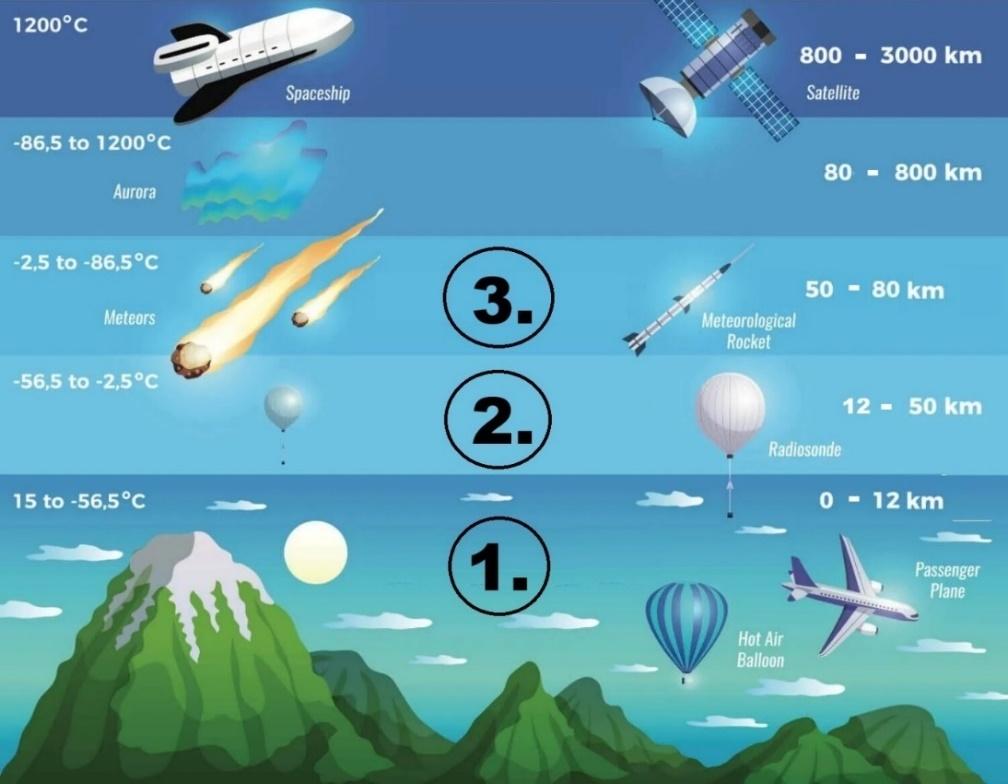 1200°C
Spaceship
800 - 3000 km
Satellite
-86,5 to 1200°C
Aurora
80 - 800 km
-2,5 to -86,5°C
Meteors
3.
50 - 80 km
Meteorological
Rocket
-56,5 to -2,5°C
2.
12 - 50 km
Radiosonde
15 to -56,5°C
0 - 12 km
1.
Passenger
Plane
Hot Air
Balloon